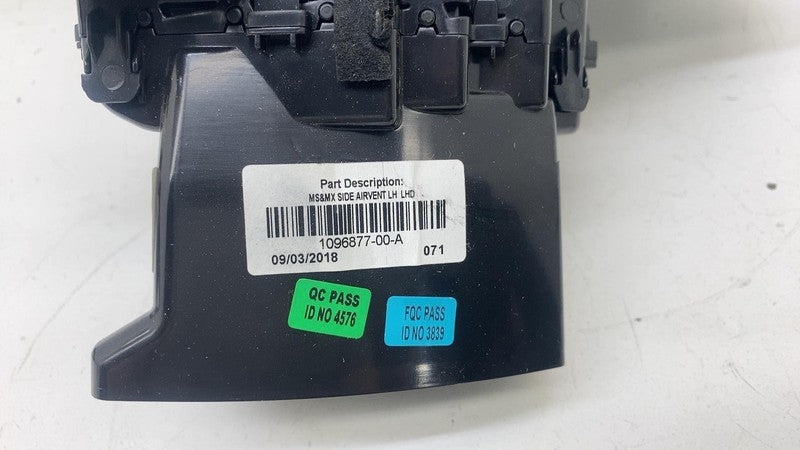 Part Description:
MS&MX SIDE AIRVENT LH LHD
1096877-00-A
09/03/2018 071
QC PASS
ID NO 4576
FQC PASS
ID NO 3839